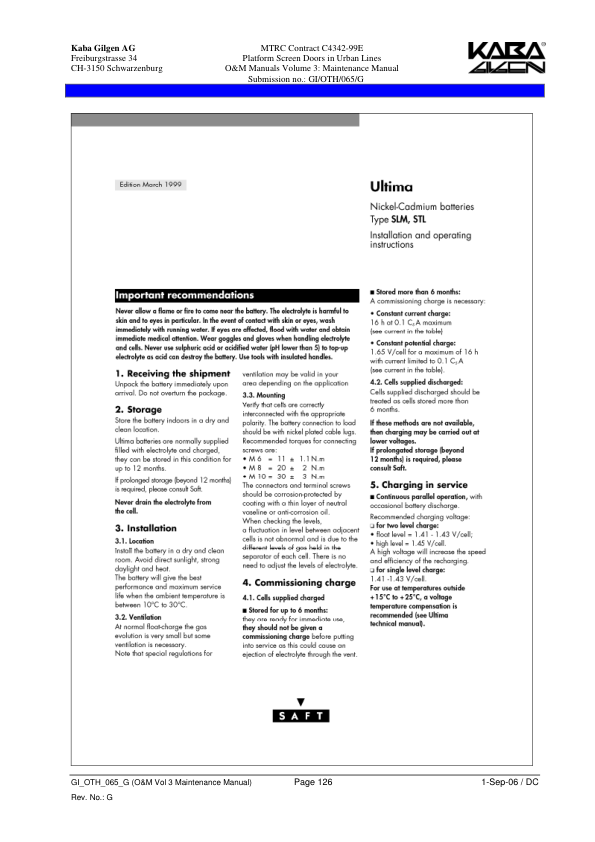 Kaba Gilgen AG
Freiburgstrasse 34
CH-3150 Schwarzenburg
MTRC Contract C4342-99E
Platform Screen Doors in Urban Lines
O&M Manuals Volume 3: Maintenance Manual
Submission no.: GI/OTH/065/G
KABA®
GILGEN
Edition March 1999
Ultima
Nickel-Cadmium batteries
Type SLM, STL
Installation and operating
instructions
Important recommendations
Never allow a flame or fire to come near the battery. The electrolyte is harmful to
skin and to eyes in particular. In the event of contact with skin or eyes, wash
immediately with running water. If eyes are affected, flood with water and obtain
immediate medical attention. Wear goggles and gloves when handling electrolyte
and cells. Never use sulphuric acid or acidified water (pH lower than 5) to top-up
electrolyte as acid can destroy the battery. Use tools with insulated handles.
1. Receiving the shipment
Unpack the battery immediately upon
arrival. Do not overturn the package.
2. Storage
Store the battery indoors in a dry and
clean location.
Ultima batteries are normally supplied
filled with electrolyte and charged,
they can be stored in this condition for
up to 12 months.
If prolonged storage (beyond 12 months)
is required, please consult Saft.
Never drain the electrolyte from
the cell.
3. Installation
3.1. Location
Install the battery in a dry and clean
room. Avoid direct sunlight, strong
daylight and heat.
The battery will give the best
performance and maximum service
life when the ambient temperature is
between 10°C to 30°C.
3.2. Ventilation
At normal float-charge the gas
evolution is very small but some
ventilation is necessary.
Note that special regulations for
ventilation may be valid in your
area depending on the application
3.3. Mounting
Verify that cells are correctly
interconnected with the appropriate
polarity. The battery connection to load
should be with nickel plated cable lugs.
Recommended torques for connecting
screws are:
• M 6 = 11 ± 1.1 N.m
• M 8 = 20 ± 2 N.m
• M 10 = 30 ± 3 N.m
The connectors and terminal screws
should be corrosion-protected by
coating with a thin layer of neutral
vaseline or anti-corrosion oil.
When checking the levels,
a fluctuation in level between adjacent
cells is not abnormal and is due to the
different levels of gas held in the
separator of each cell. There is no
need to adjust the levels of electrolyte.
4. Commissioning charge
4.1. Cells supplied charged
■ Stored for up to 6 months:
they are ready for immediate use,
they should not be given a
commissioning charge before putting
into service as this could cause an
ejection of electrolyte through the vent.
■ Stored more than 6 months:
A commissioning charge is necessary:
• Constant current charge:
16 h at 0.1 C₅A maximum
(see current in the table)
• Constant potential charge:
1.65 V/cell for a maximum of 16 h
with current limited to 0.1 C₅A
(see current in the table).
4.2. Cells supplied discharged:
Cells supplied discharged should be
treated as cells stored more than
6 months.
If these methods are not available,
then charging may be carried out at
lower voltages.
If prolonged storage (beyond
12 months) is required, please
consult Saft.
5. Charging in service
■ Continuous parallel operation, with
occasional battery discharge.
Recommended charging voltage:
❏ for two level charge:
• float level = 1.41 - 1.43 V/cell;
• high level = 1.45 V/cell.
A high voltage will increase the speed
and efficiency of the recharging.
❏ for single level charge:
1.41 -1.43 V/cell.
For use at temperatures outside
+15°C to +25°C, a voltage
temperature compensation is
recommended (see Ultima
technical manual).
SAFT
GI_OTH_065_G (O&M Vol 3 Maintenance Manual)
Page 126
1-Sep-06 / DC
Rev. No.: G